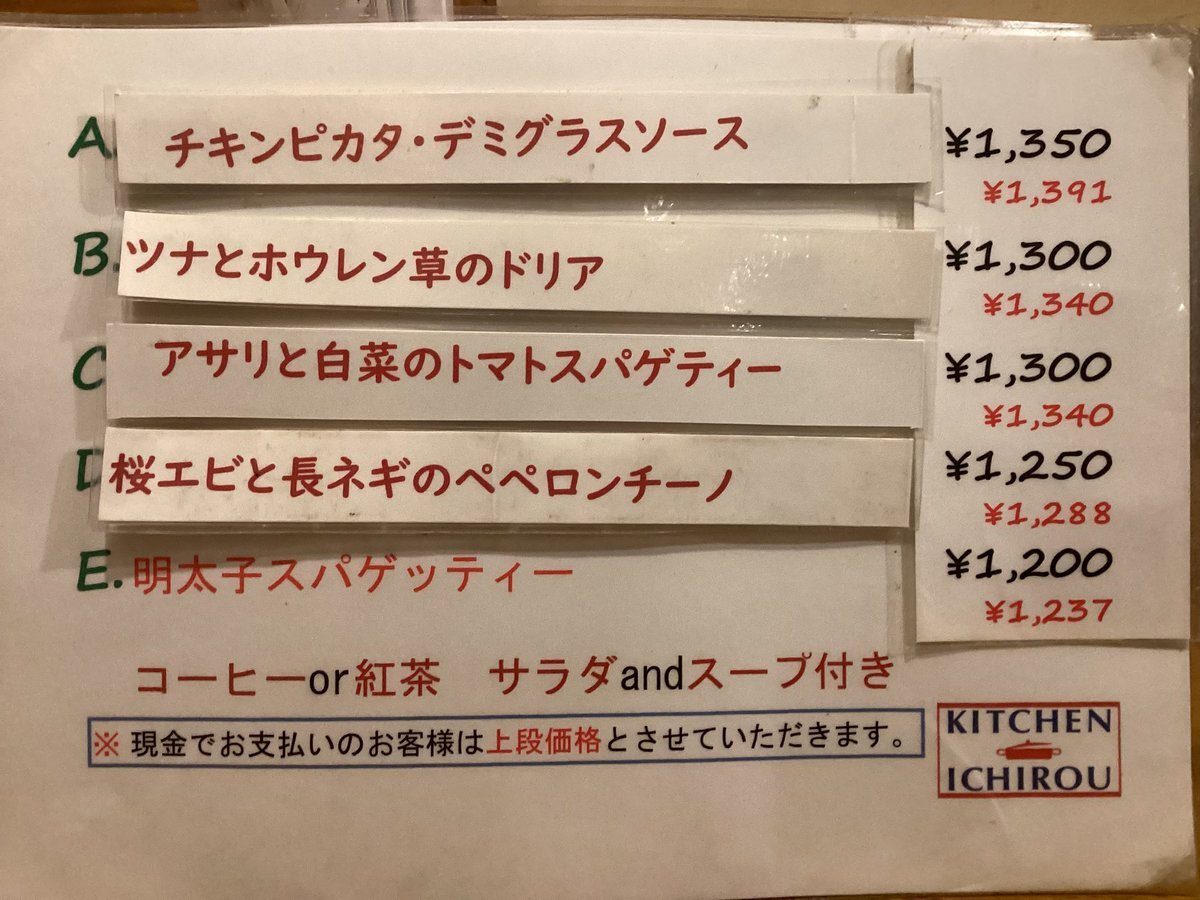 A. チキンピカタ・デミグラスソース ¥1,350
¥1,391
B. ツナとホウレン草のドリア ¥1,300
¥1,340
C アサリと白菜のトマトスパゲティー ¥1,300
¥1,340
D 桜エビと長ネギのペペロンチーノ ¥1,250
¥1,288
E. 明太子スパゲッティー ¥1,200
¥1,237
コーヒーor紅茶 サラダandスープ付き
※ 現金でお支払いのお客様は上段価格とさせていただきます。
KITCHEN
ICHIROU